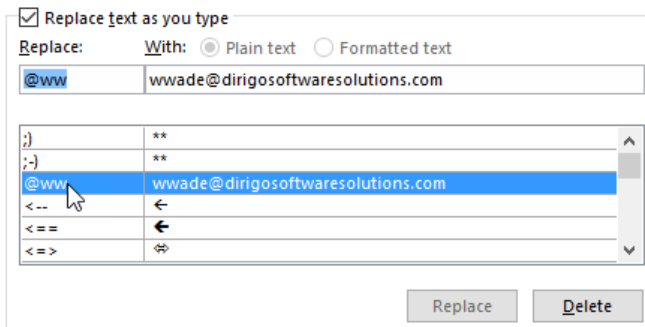 Replace text as you type
Replace: With: Plain text Formatted text
@ww wwade@dirigosoftwaresolutions.com
;) **
;-) **
@ww wwade@dirigosoftwaresolutions.com
<-- ←
<== 🡸
<=> ⇔
Replace Delete